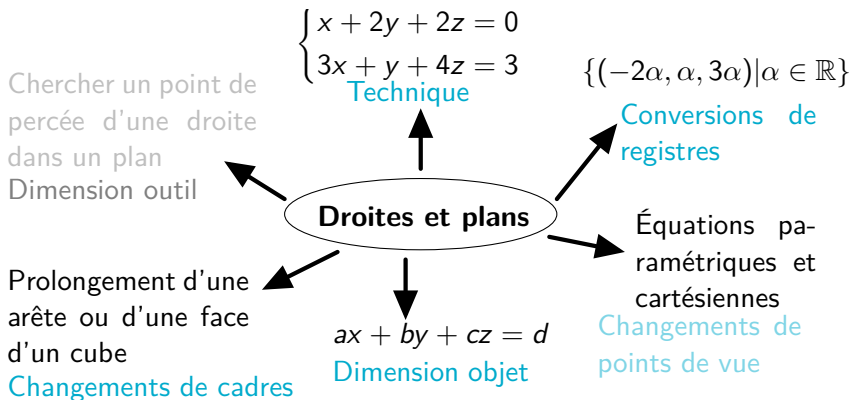 x + 2y + 2z = 0
3x + y + 4z = 3
Technique
{(−2α, α, 3α)|α ∈ ℝ}
Conversions de
registres
Chercher un point de
percée d'une droite
dans un plan
Dimension outil
Droites et plans
Équations pa-
ramétriques et
cartésiennes
Changements de
points de vue
Prolongement d'une
arête ou d'une face
d'un cube
Changements de cadres
ax + by + cz = d
Dimension objet